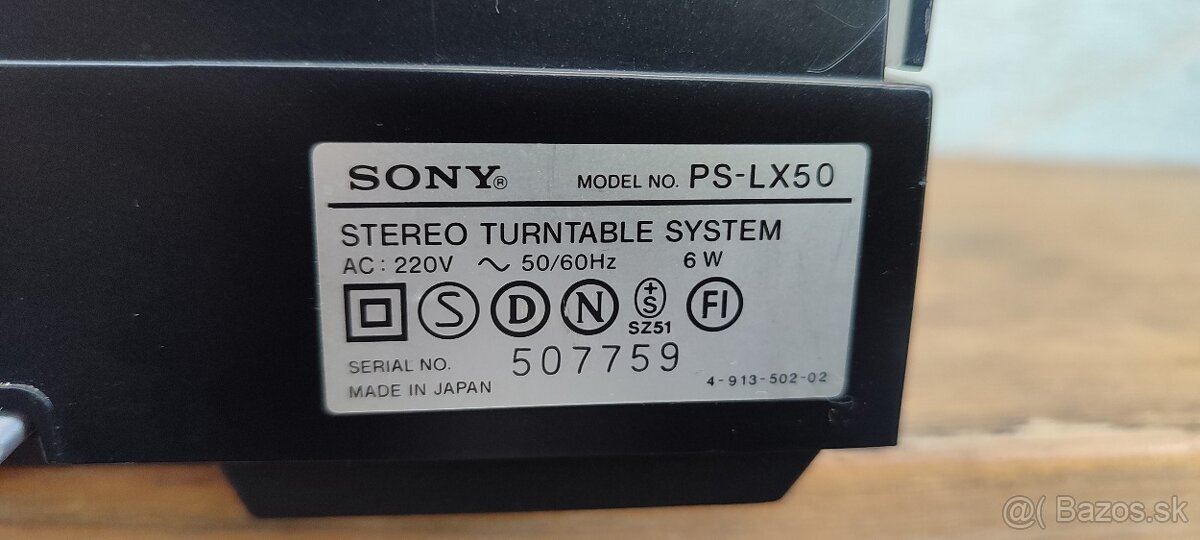 SONY® MODEL NO. PS-LX50
STEREO TURNTABLE SYSTEM
AC: 220V ~ 50/60Hz 6 W
S D N +S FI
SZ51
SERIAL NO. 507759
MADE IN JAPAN 4-913-502-02
@( Bazos.sk